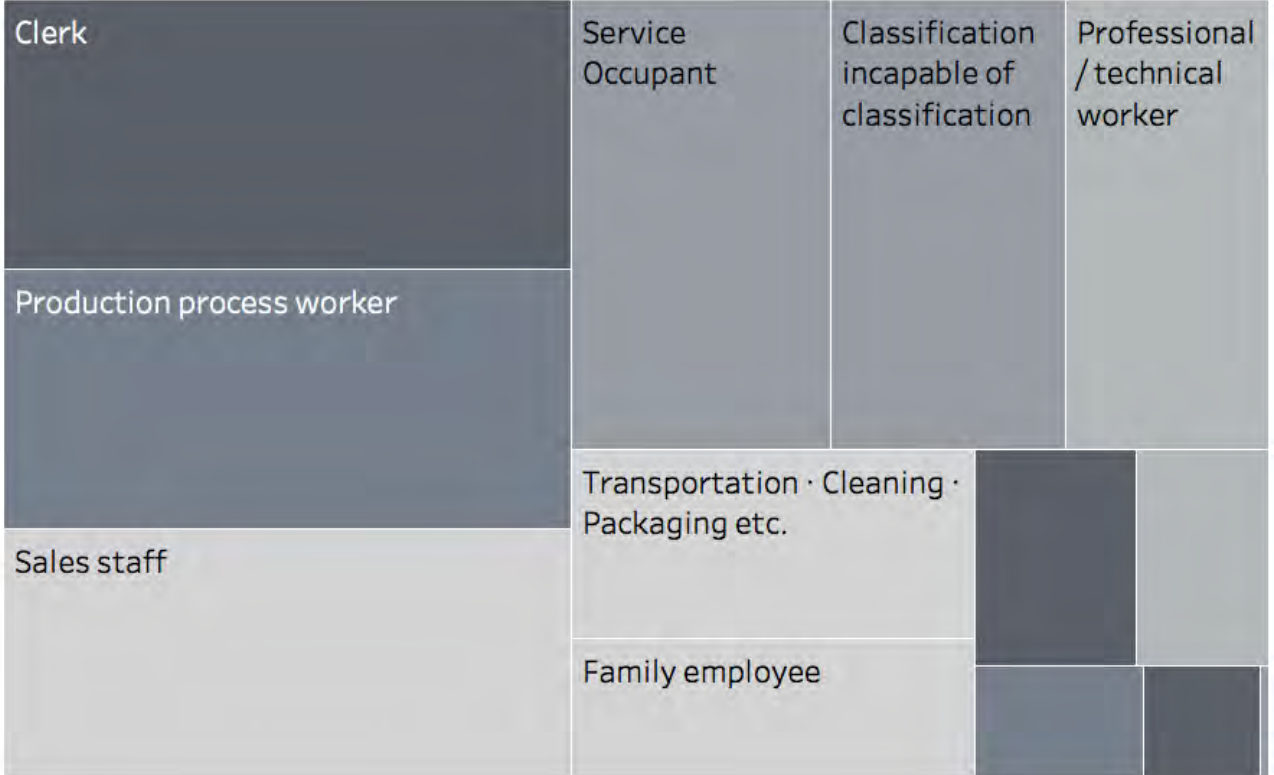 Clerk
Production process worker
Sales staff
Service
Occupant
Classification
incapable of
classification
Professional
/ technical
worker
Transportation · Cleaning ·
Packaging etc.
Family employee